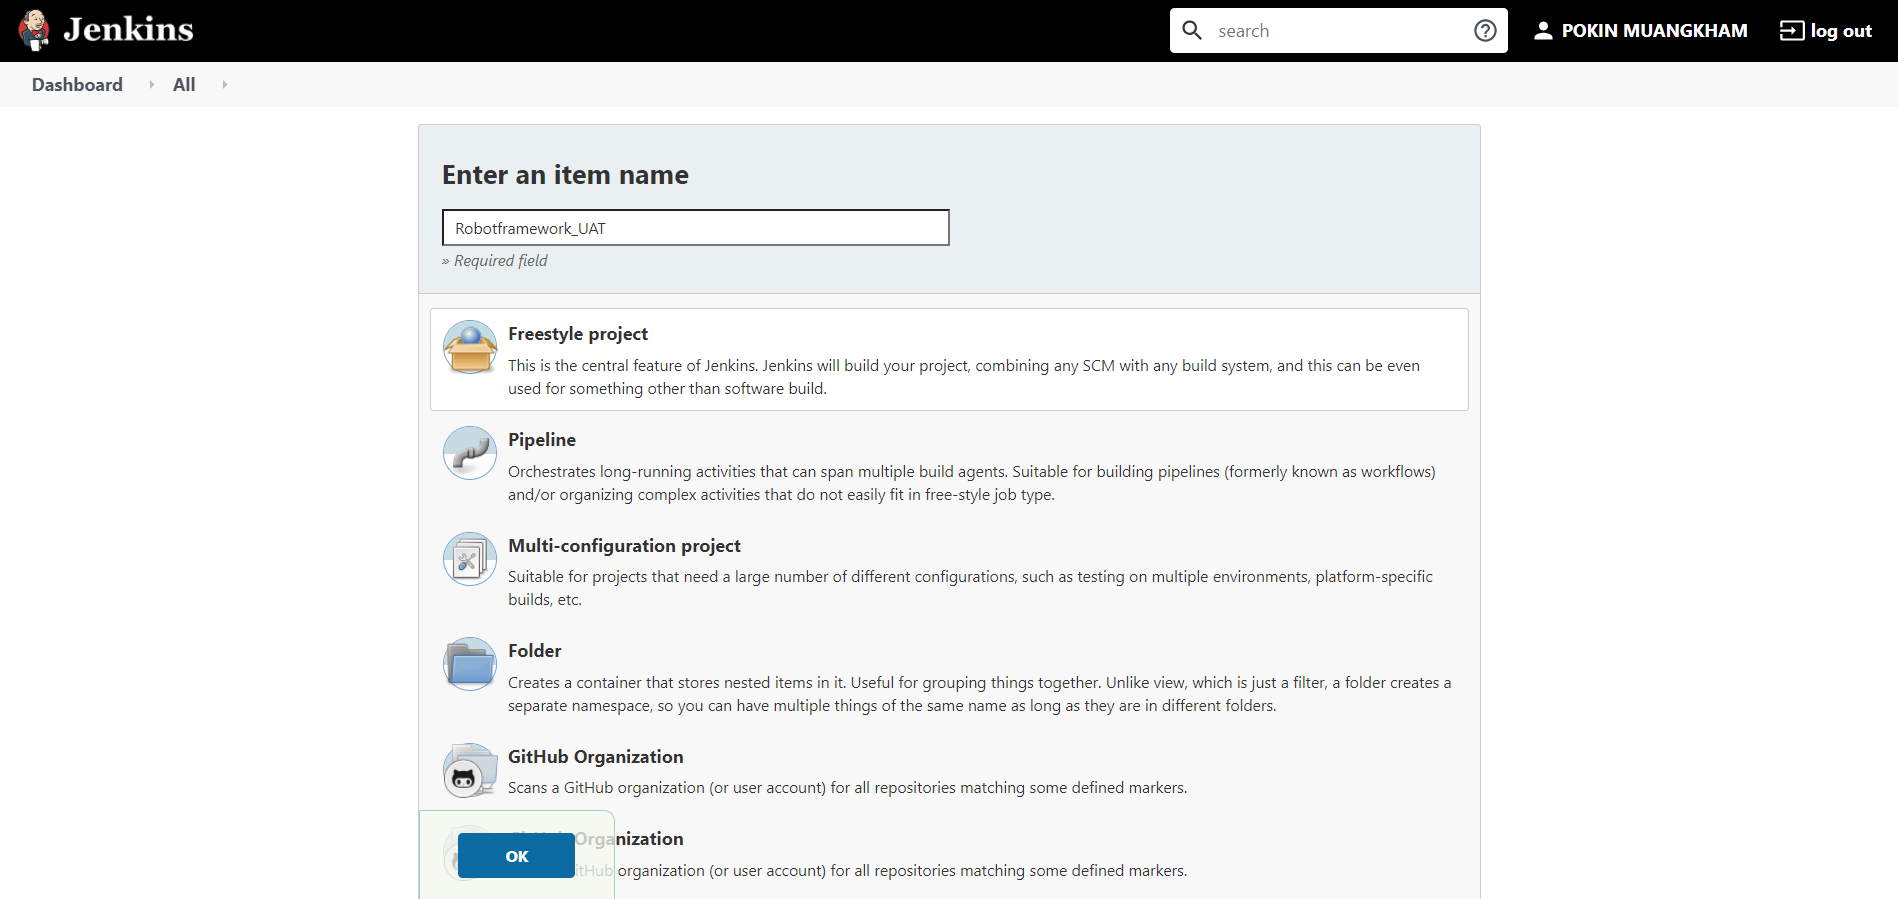 Jenkins
search
POKIN MUANGKHAM
log out
Dashboard
All
Enter an item name
Robotframework_UAT
» Required field
Freestyle project
This is the central feature of Jenkins. Jenkins will build your project, combining any SCM with any build system, and this can be even
used for something other than software build.
Pipeline
Orchestrates long-running activities that can span multiple build agents. Suitable for building pipelines (formerly known as workflows)
and/or organizing complex activities that do not easily fit in free-style job type.
Multi-configuration project
Suitable for projects that need a large number of different configurations, such as testing on multiple environments, platform-specific
builds, etc.
Folder
Creates a container that stores nested items in it. Useful for grouping things together. Unlike view, which is just a filter, a folder creates a
separate namespace, so you can have multiple things of the same name as long as they are in different folders.
GitHub Organization
Scans a GitHub organization (or user account) for all repositories matching some defined markers.
GitHub Organization
organization (or user account) for all repositories matching some defined markers.
OK